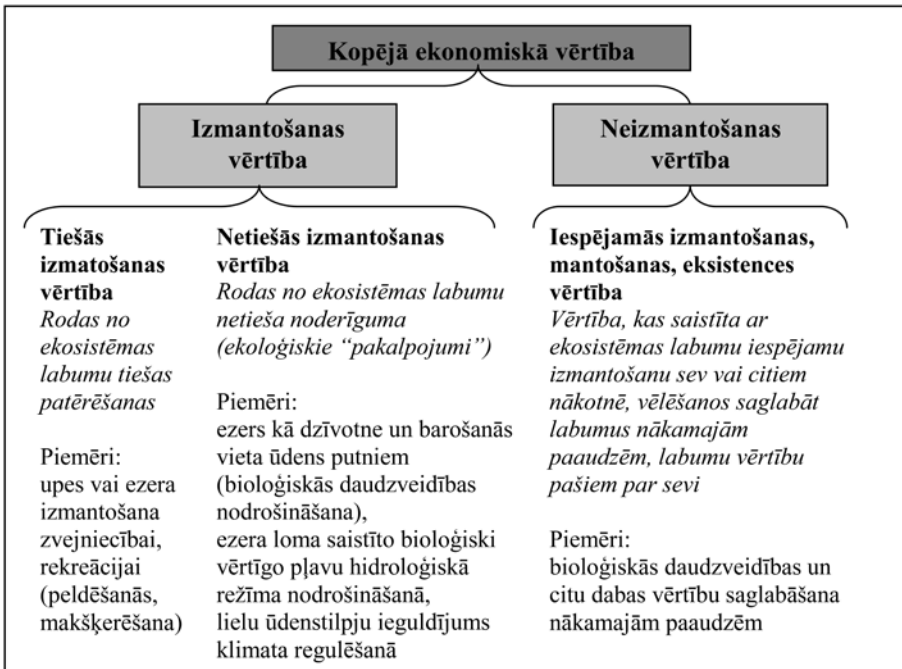 Kopējā ekonomiskā vērtība
Izmantošanas
vērtība
Neizmantošanas
vērtība
Tiešās
izmatošanas
vērtība
Rodas no
ekosistēmas
labumu tiešas
patērēšanas
Piemēri:
upes vai ezera
izmantošana
zvejniecībai,
rekreācijai
(peldēšanās,
makšķerēšana)
Netiešās izmantošanas
vērtība
Rodas no ekosistēmas labumu
netieša noderīguma
(ekoloģiskie “pakalpojumi”)
Piemēri:
ezers kā dzīvotne un barošanās
vieta ūdens putniem
(bioloģiskās daudzveidības
nodrošināšana),
ezera loma saistīto bioloģiski
vērtīgo pļavu hidroloģiskā
režīma nodrošināšanā,
lielu ūdenstilpju ieguldījums
klimata regulēšanā
Iespējamās izmantošanas,
mantošanas, eksistences
vērtība
Vērtība, kas saistīta ar
ekosistēmas labumu iespējamu
izmantošanu sev vai citiem
nākotnē, vēlēšanos saglabāt
labumus nākamajām
paaudzēm, labumu vērtību
pašiem par sevi
Piemēri:
bioloģiskās daudzveidības un
citu dabas vērtību saglabāšana
nākamajām paaudzēm